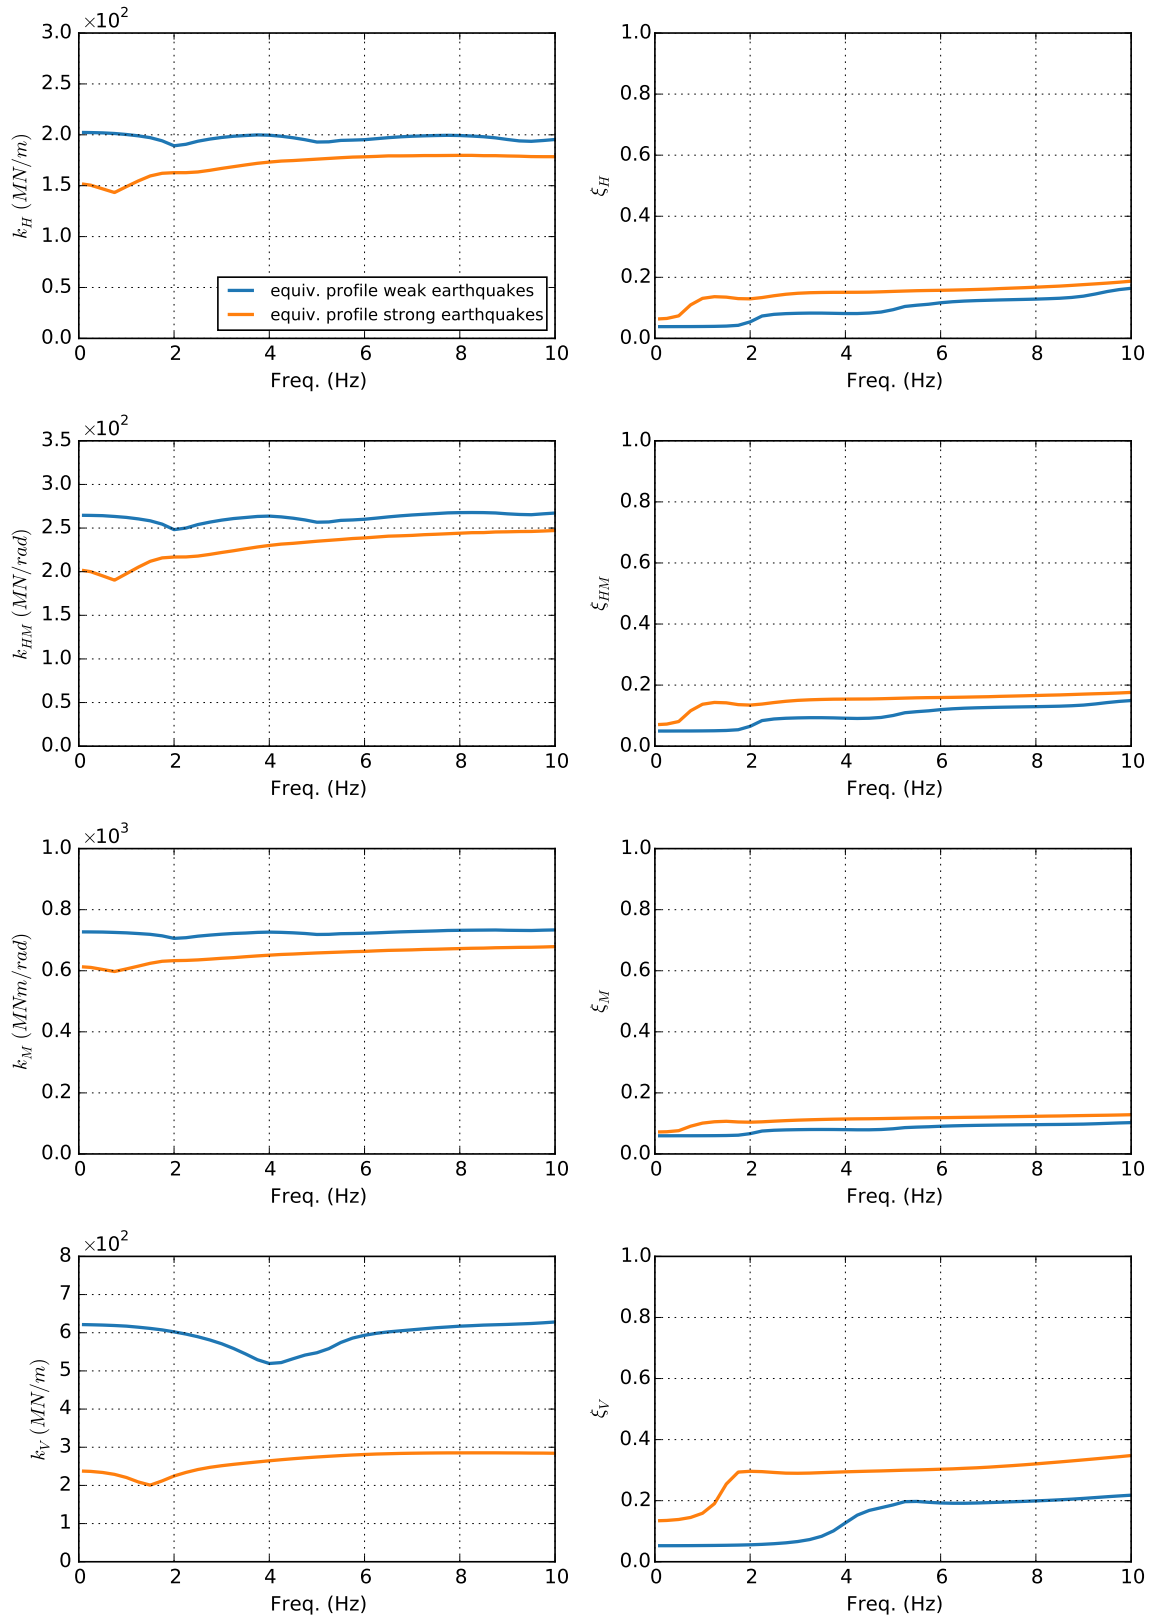 ×10²
3.0
2.5
2.0
1.5
1.0
0.5
0.0
k_H (MN/m)
equiv. profile weak earthquakes
equiv. profile strong earthquakes
0 2 4 6 8 10
Freq. (Hz)
1.0
0.8
0.6
0.4
0.2
0.0
ξ_H
0 2 4 6 8 10
Freq. (Hz)
×10²
3.5
3.0
2.5
2.0
1.5
1.0
0.5
0.0
k_HM (MN/rad)
0 2 4 6 8 10
Freq. (Hz)
1.0
0.8
0.6
0.4
0.2
0.0
ξ_HM
0 2 4 6 8 10
Freq. (Hz)
×10³
1.0
0.8
0.6
0.4
0.2
0.0
k_M (MNm/rad)
0 2 4 6 8 10
Freq. (Hz)
1.0
0.8
0.6
0.4
0.2
0.0
ξ_M
0 2 4 6 8 10
Freq. (Hz)
×10²
8
7
6
5
4
3
2
1
0
k_V (MN/m)
0 2 4 6 8 10
Freq. (Hz)
1.0
0.8
0.6
0.4
0.2
0.0
ξ_V
0 2 4 6 8 10
Freq. (Hz)